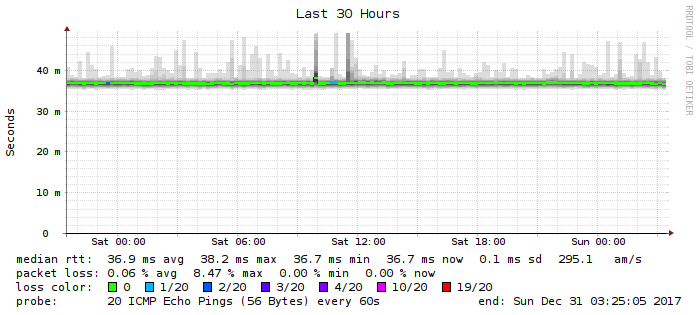 Last 30 Hours
RRDTOOL / TOBI OETIKER
Seconds
40 m
30 m
20 m
10 m
0
Sat 00:00 Sat 06:00 Sat 12:00 Sat 18:00 Sun 00:00
median rtt: 36.9 ms avg 38.2 ms max 36.7 ms min 36.7 ms now 0.1 ms sd 295.1 am/s
packet loss: 0.06 % avg 8.47 % max 0.00 % min 0.00 % now
loss color: 0 1/20 2/20 3/20 4/20 10/20 19/20
probe: 20 ICMP Echo Pings (56 Bytes) every 60s end: Sun Dec 31 03:25:05 2017